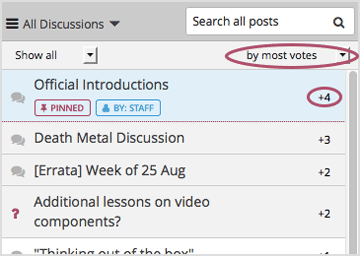 All Discussions
Search all posts
Show all
by most votes
Official Introductions
+4
PINNED
BY: STAFF
Death Metal Discussion
+3
[Errata] Week of 25 Aug
+2
?
Additional lessons on video
components?
+2
"Thinking out of the box"
+2